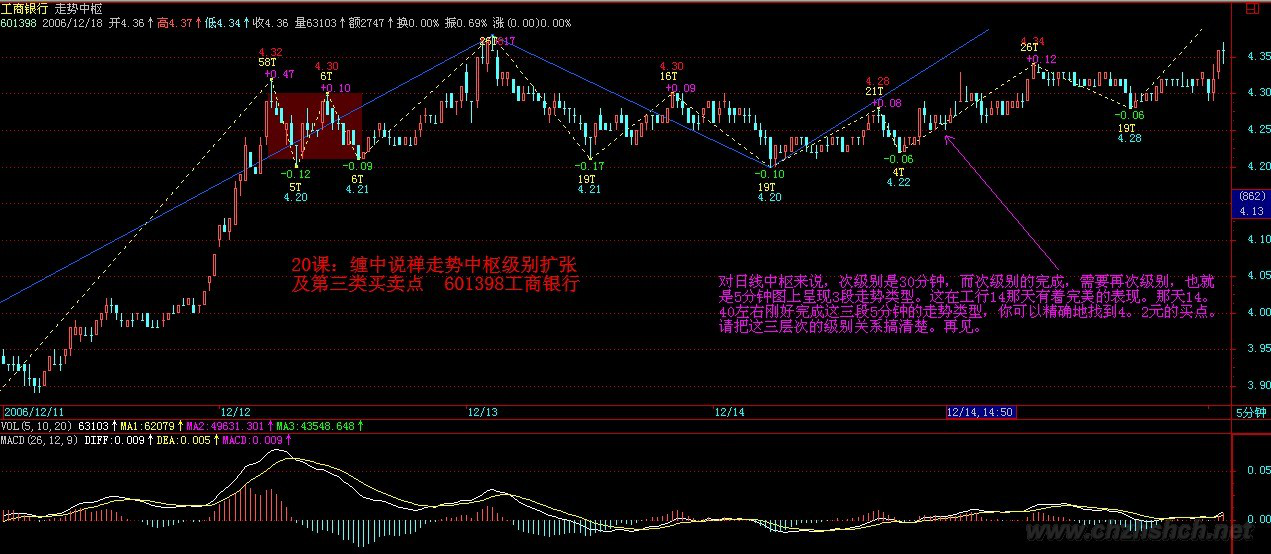 工商银行 走势中枢
601398 2006/12/18 开4.36↑高4.37↑低4.34↑收4.36 量63103↑额2747↑换0.00% 振0.69% 涨(0.00)0.00%
4.32
58T
+0.47
4.30
6T
+0.10
-0.12
5T
4.20
-0.09
6T
4.21
4.30
16T
+0.09
-0.17
19T
4.21
-0.10
19T
4.20
4.28
21T
+0.08
-0.06
4T
4.22
4.34
26T
+0.12
-0.06
19T
4.28
4.35
4.30
4.25
4.20
(862)
4.13
4.10
4.05
4.00
3.95
3.90
20课：缠中说禅走势中枢级别扩张
及第三类买卖点 601398工商银行
对日线中枢来说，次级别是30分钟，而次级别的完成，需要再次级别，也就
是5分钟图上呈现3段走势类型。这在工行14那天有着完美的表现。那天14。
40左右刚好完成这三段5分钟的走势类型，你可以精确地找到4。2元的买点。
请把这三层次的级别关系搞清楚。再见。
2006/12/11 12/12 12/13 12/14 12/14,14:50 5分钟
VOL(5,10,20) 63103↑MA1:62079↑MA2:49631.301↑MA3:43548.648↑
MACD(26,12,9) DIFF:0.009↑DEA:0.005↑MACD:0.009↑
0.05
0.00
www.chzhshch.net